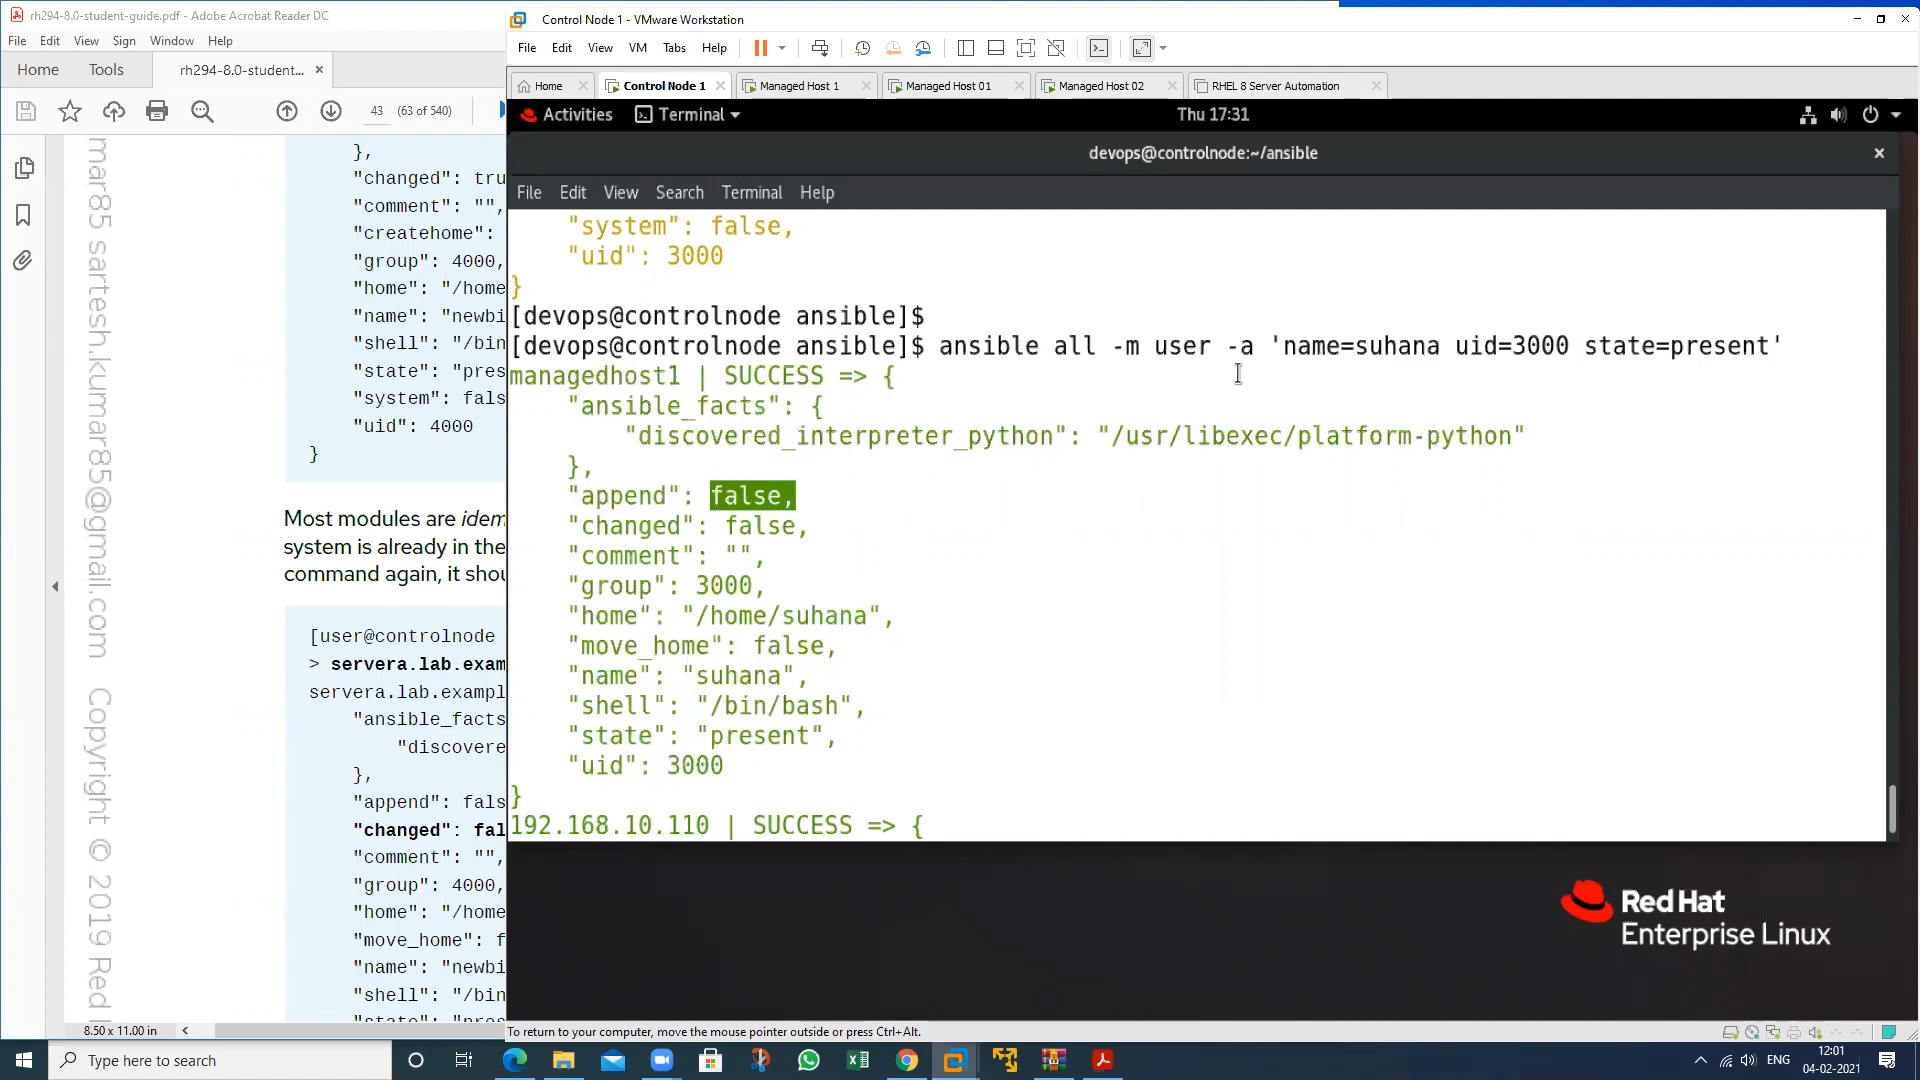 rh294-8.0-student-guide.pdf - Adobe Acrobat Reader DC
File Edit View Sign Window Help
Home Tools rh294-8.0-student... ×
43 (63 of 540)
mar85 sartesh.kumar85@gmail.com Copyright © 2019 Red
},
"changed": tru
"comment": "",
"createhome":
"group": 4000,
"home": "/home
"name": "newbi
"shell": "/bin
"state": "pres
"system": fals
"uid": 4000
}
Most modules are idem
system is already in the
command again, it shou
[user@controlnode
> servera.lab.exam
servera.lab.exampl
"ansible_facts
"discovere
},
"append": fals
"changed": fal
"comment": "",
"group": 4000,
"home": "/home
"move_home": f
"name": "newbi
"shell": "/bin
"state": "pres
8.50 x 11.00 in
Control Node 1 - VMware Workstation
File Edit View VM Tabs Help
Home Control Node 1 Managed Host 1 Managed Host 01 Managed Host 02 RHEL 8 Server Automation
Activities Terminal Thu 17:31
devops@controlnode:~/ansible
File Edit View Search Terminal Help
"system": false,
"uid": 3000
}
[devops@controlnode ansible]$
[devops@controlnode ansible]$ ansible all -m user -a 'name=suhana uid=3000 state=present'
managedhost1 | SUCCESS => {
"ansible_facts": {
"discovered_interpreter_python": "/usr/libexec/platform-python"
},
"append": false,
"changed": false,
"comment": "",
"group": 3000,
"home": "/home/suhana",
"move_home": false,
"name": "suhana",
"shell": "/bin/bash",
"state": "present",
"uid": 3000
}
192.168.10.110 | SUCCESS => {
Red Hat
Enterprise Linux
To return to your computer, move the mouse pointer outside or press Ctrl+Alt.
Type here to search
ENG
12:01
04-02-2021